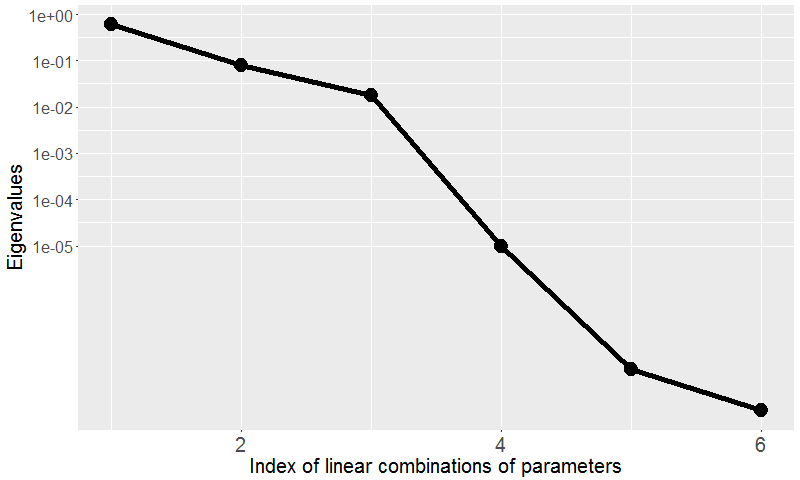 1e+00
1e-01
1e-02
1e-03
1e-04
1e-05
Eigenvalues
2 4 6
Index of linear combinations of parameters